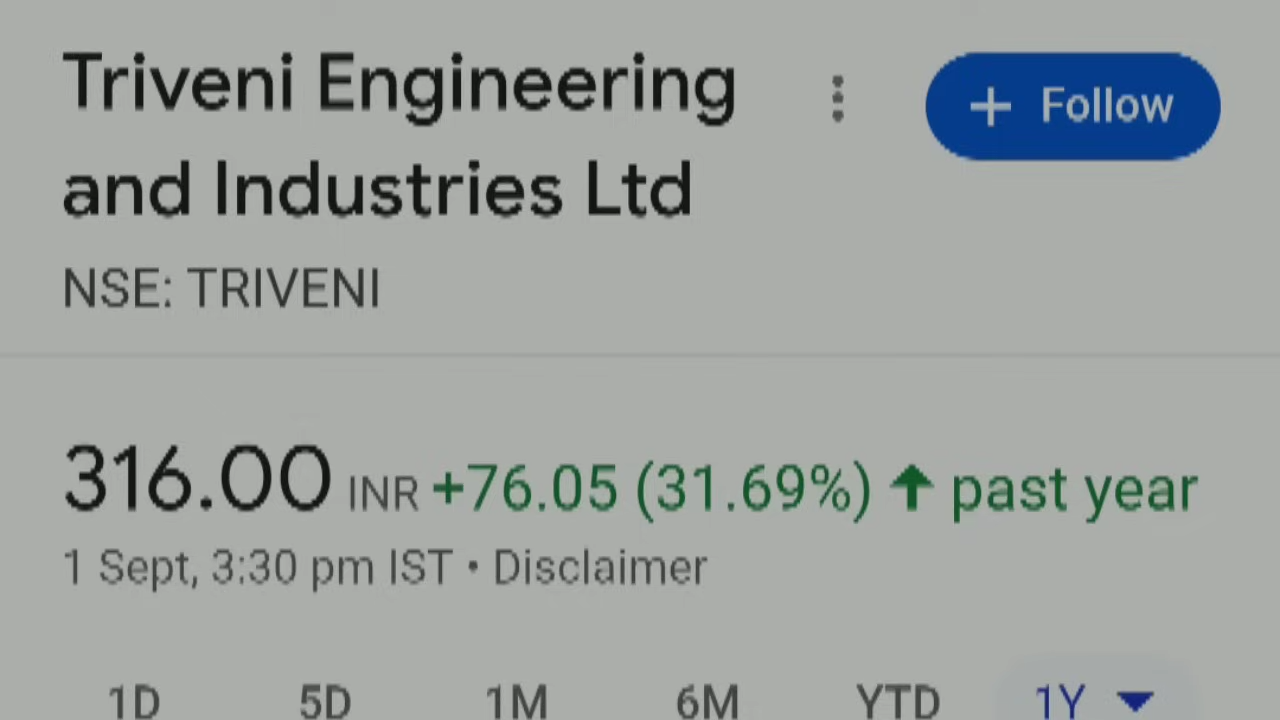 Triveni Engineering
and Industries Ltd
+ Follow
NSE: TRIVENI
316.00 INR +76.05 (31.69%) ↑ past year
1 Sept, 3:30 pm IST • Disclaimer
1D 5D 1M 6M YTD 1Y